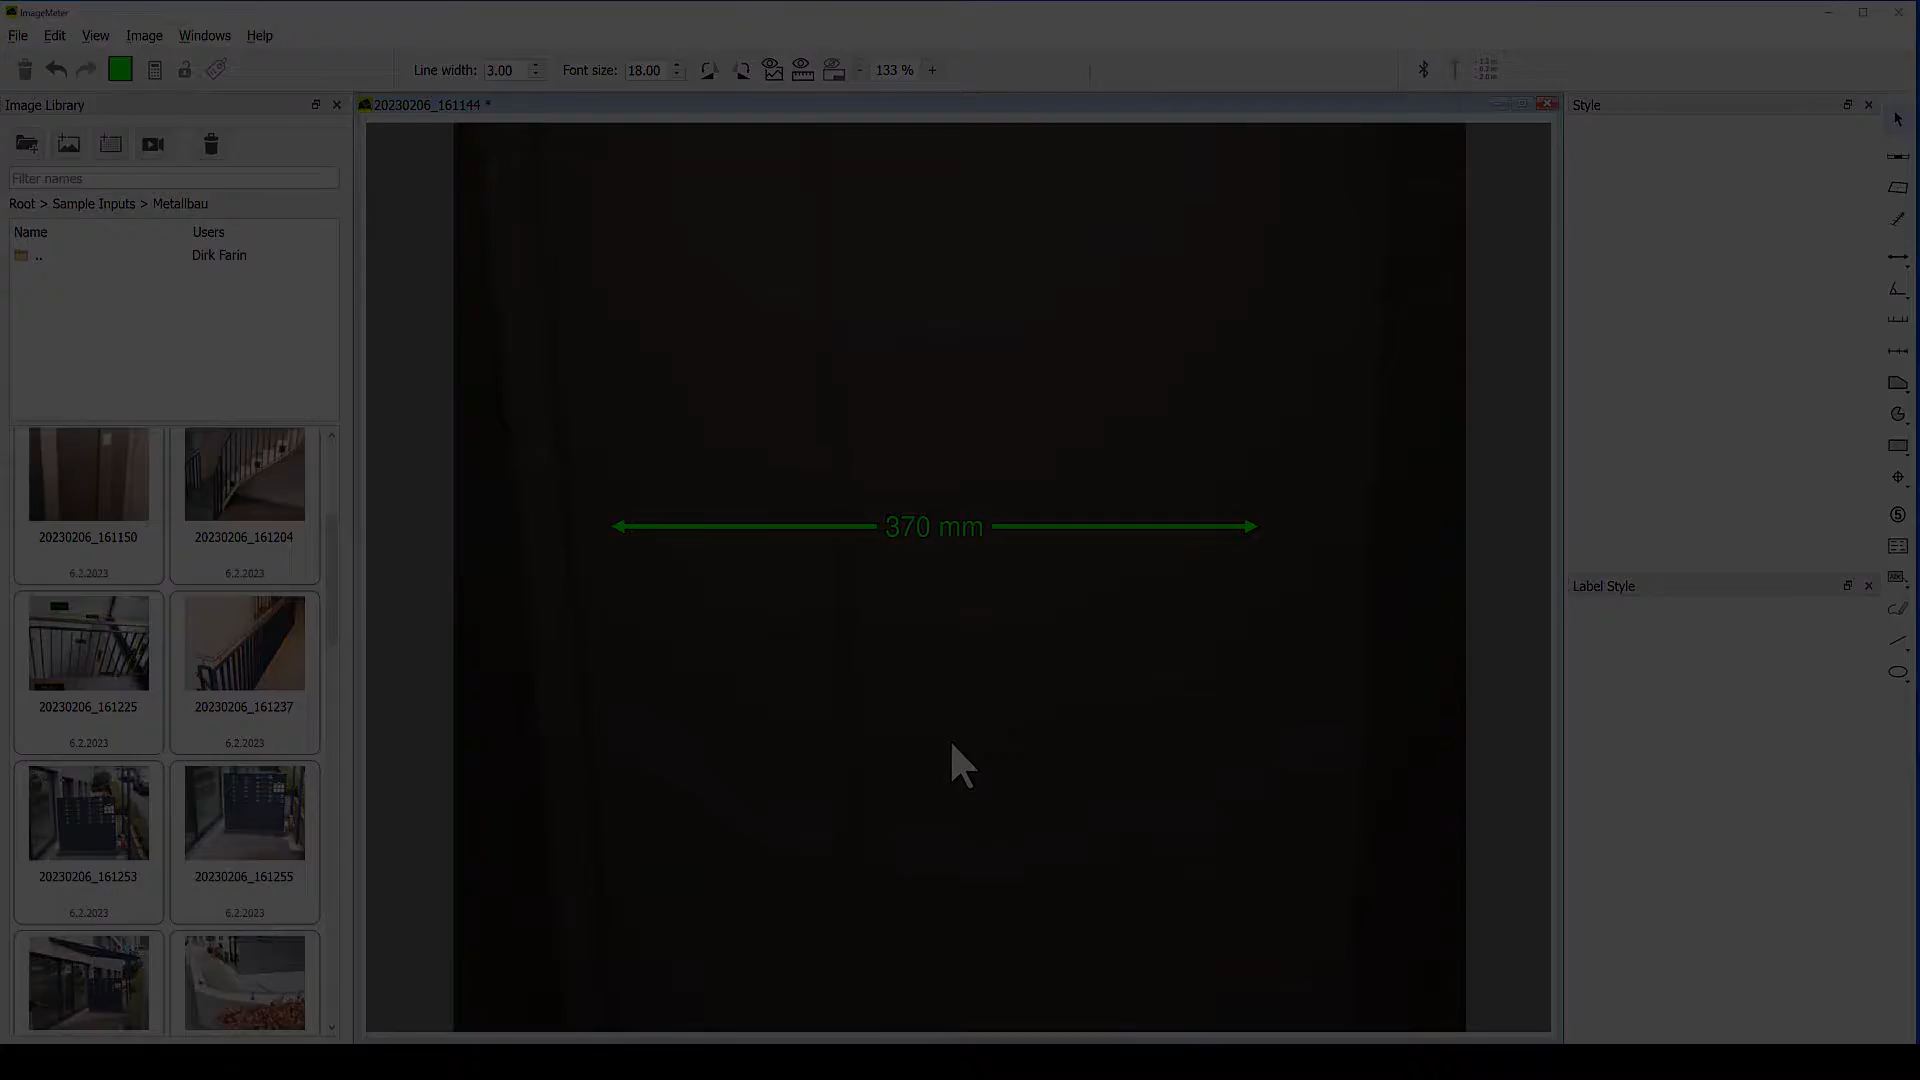 ImageMeter
File Edit View Image Windows Help
Line width: 3.00 Font size: 18.00 - 133 % +
Image Library
20230206_161144 *
Style
Filter names
Root > Sample Inputs > Metallbau
Name Users
.. Dirk Farin
370 mm
20230206_161150 20230206_161204
6.2.2023 6.2.2023
Label Style
20230206_161225 20230206_161237
6.2.2023 6.2.2023
20230206_161253 20230206_161255
6.2.2023 6.2.2023